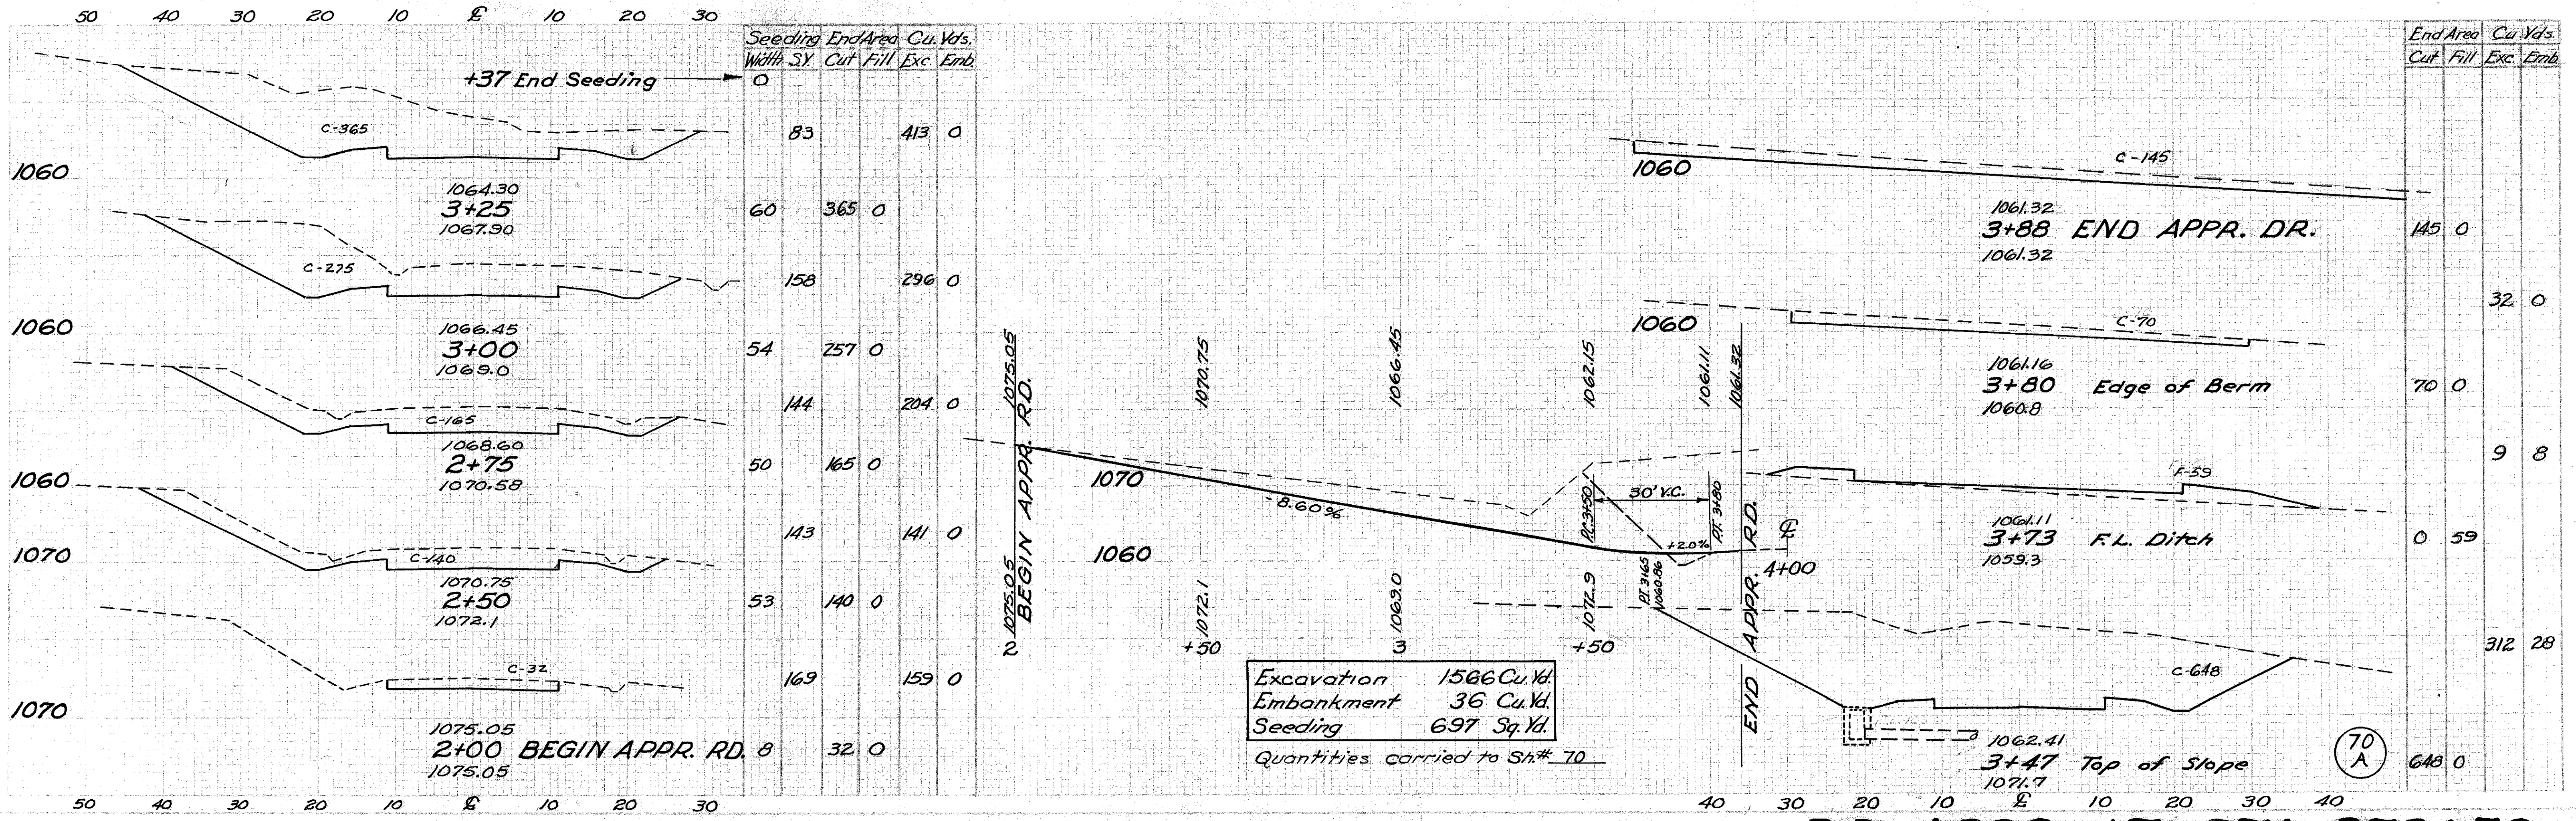 50 40 30 20 10 ℄ 10 20 30
Seeding End Area Cu. Yds.
Width S.Y. Cut Fill Exc. Emb.
+37 End Seeding 0
C-365
83 413 0
1060
1064.30
3+25 60 365 0
1067.90
C-275
158 296 0
1060
1066.45
3+00 54 257 0
1069.0
C-165
144 204 0
1068.60
2+75 50 165 0
1070.58
1060
C-140
143 141 0
1070
1070.75
2+50 53 140 0
1072.1
C-32
169 159 0
1070
1075.05
2+00 BEGIN APPR. RD. 8 32 0
1075.05
50 40 30 20 10 ℄ 10 20 30
1075.05 1070.75 1066.45 1062.15 1061.11 1061.32
BEGIN APPR. RD.
1070
-8.60%
1060
P.C. 3+50
30' V.C.
P.T. 3+80
+2.0%
P.I. 3+65
1060.86
℄
4+00
END APPR. RD.
1075.05 1072.1 1069.0 1072.9
2 +50 3 +50
Excavation 1566 Cu. Yd.
Embankment 36 Cu. Yd.
Seeding 697 Sq. Yd.
Quantities carried to Sh.# 70
End Area Cu. Yds.
Cut Fill Exc. Emb.
C-145
1060
1061.32
3+88 END APPR. DR. 145 0
1061.32
32 0
1060
C-70
1061.16
3+80 Edge of Berm 70 0
1060.8
9 8
F-59
1061.11
3+73 F.L. Ditch 0 59
1059.3
312 28
C-648
1062.41
3+47 Top of Slope 648 0
1071.7
70
A
40 30 20 10 ℄ 10 20 30 40